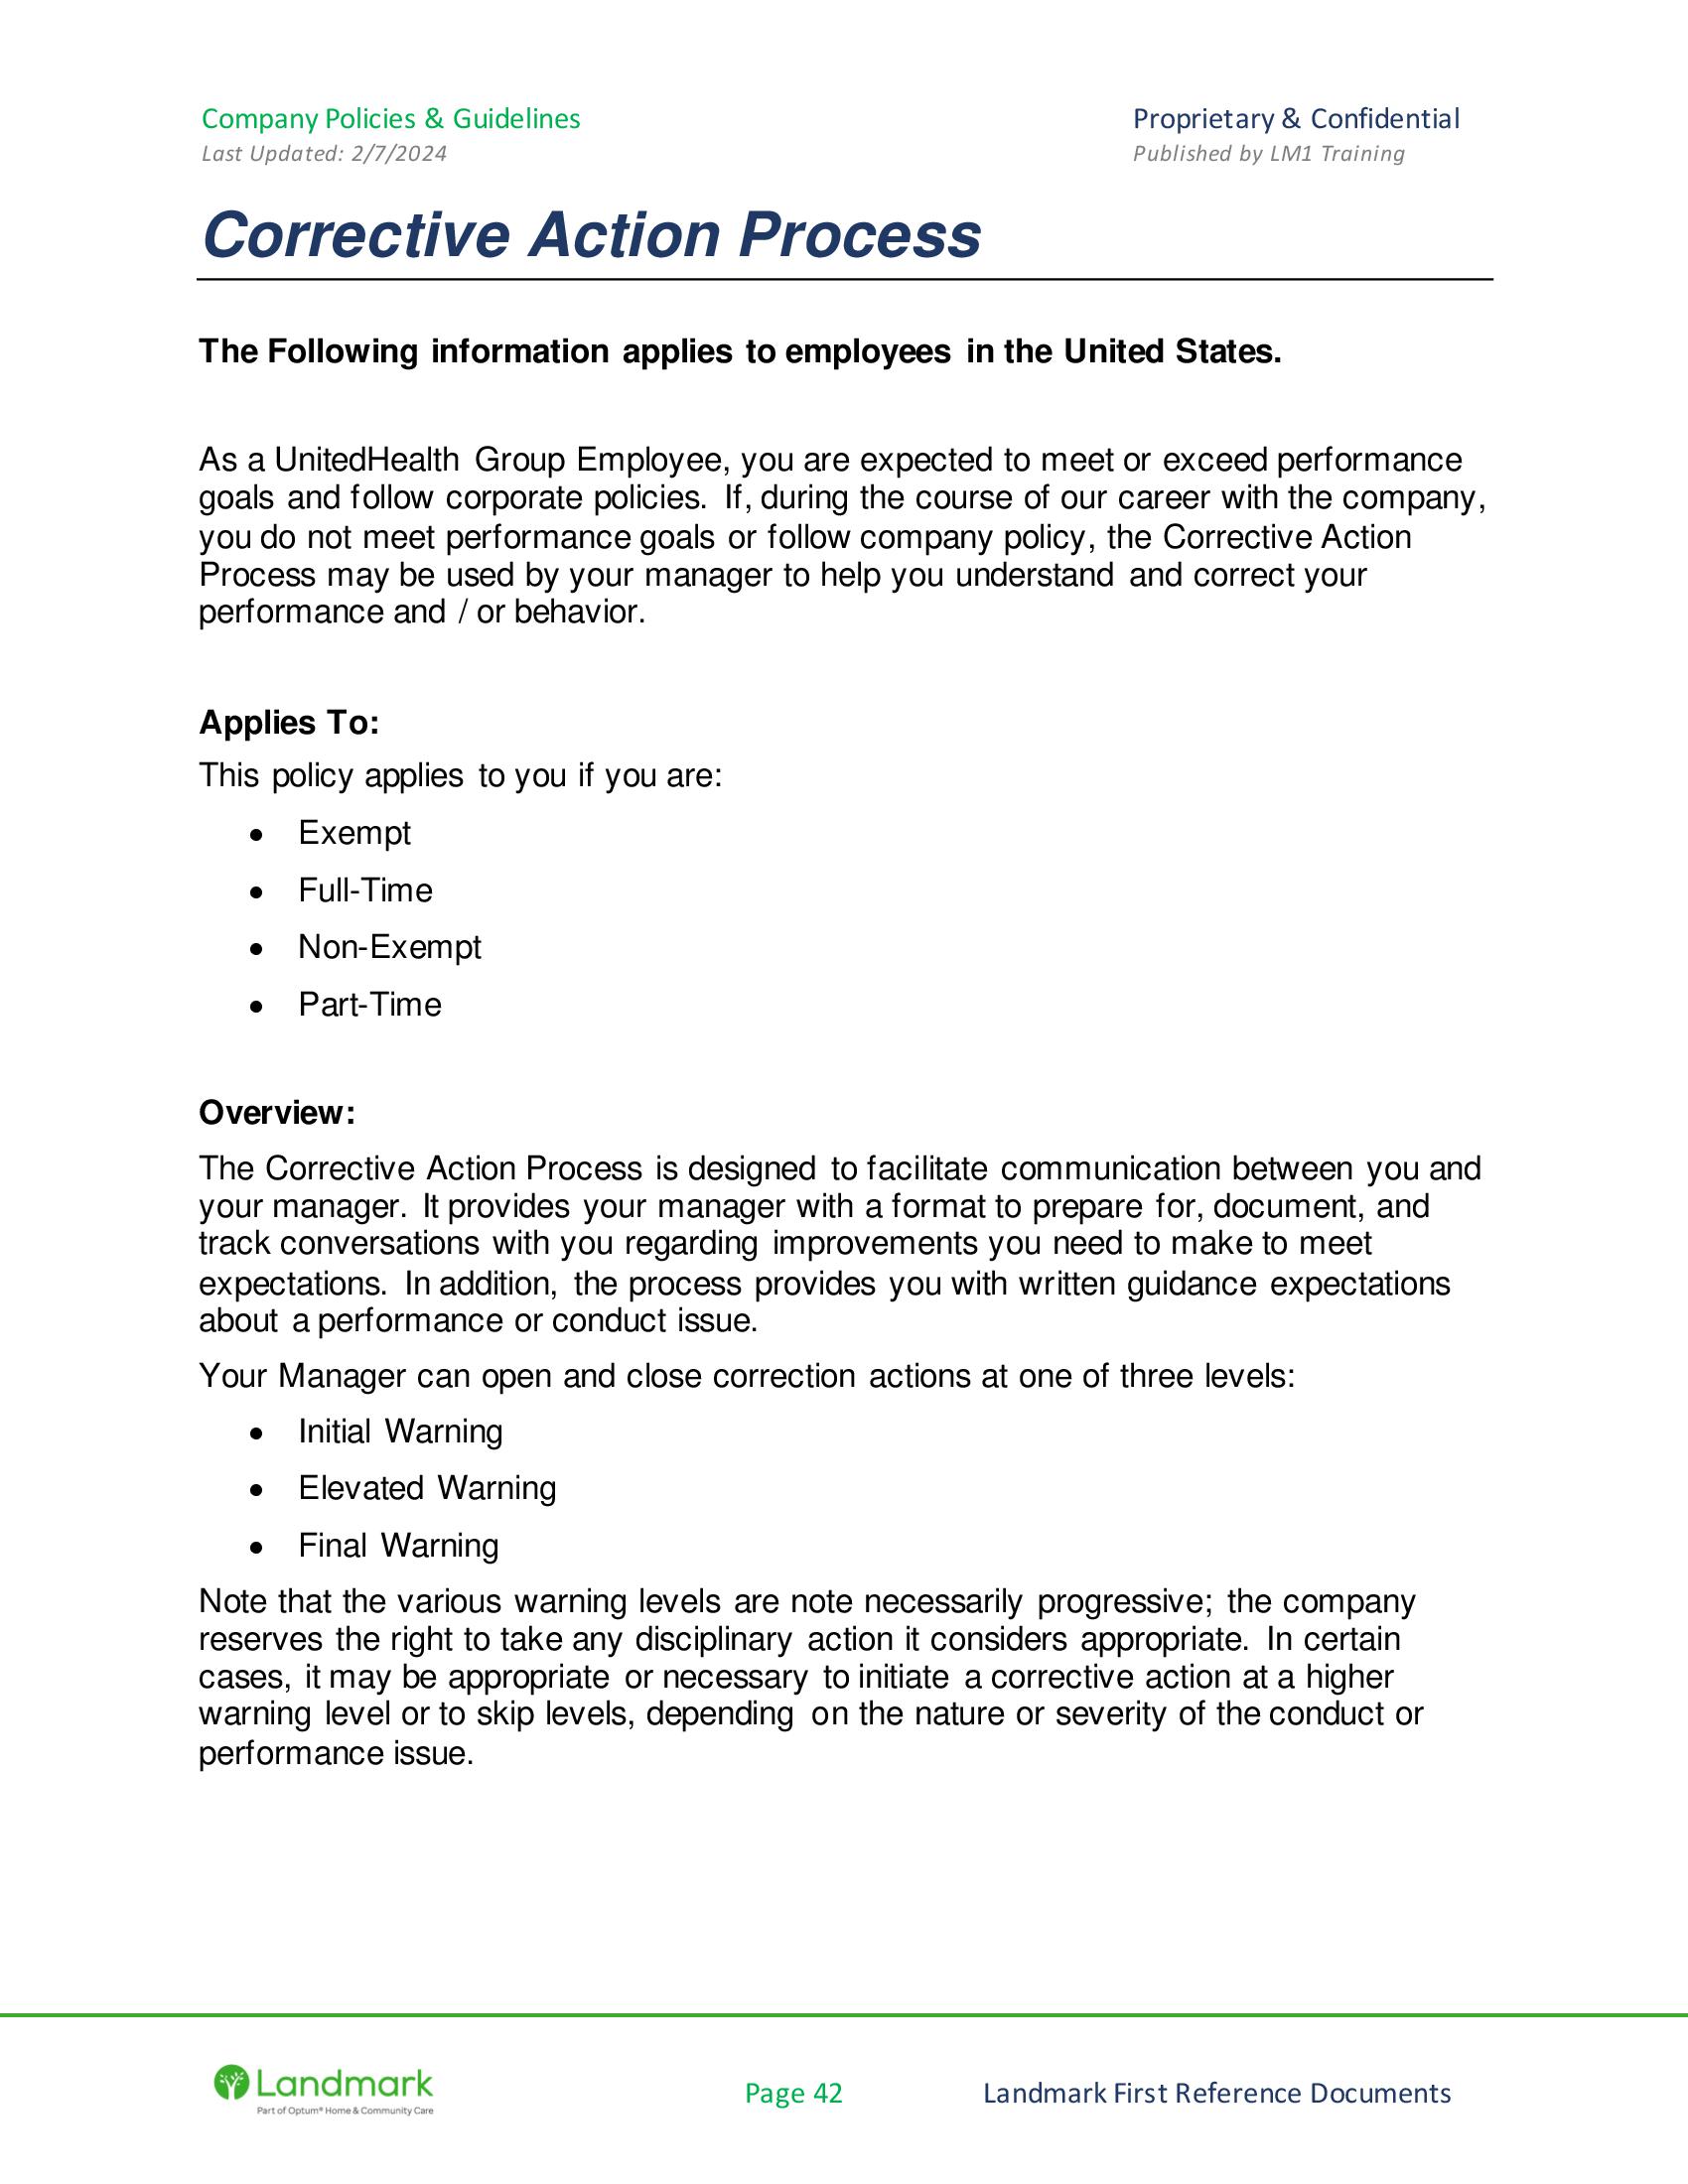 Company Policies & Guidelines
Proprietary & Confidential
Last Updated: 2/7/2024
Published by LM1 Training
Corrective Action Process
The Following information applies to employees in the United States.
As a UnitedHealth Group Employee, you are expected to meet or exceed performance
goals and follow corporate policies. If, during the course of our career with the company,
you do not meet performance goals or follow company policy, the Corrective Action
Process may be used by your manager to help you understand and correct your
performance and / or behavior.
Applies To:
This policy applies to you if you are:
• Exempt
• Full-Time
• Non-Exempt
• Part-Time
Overview:
The Corrective Action Process is designed to facilitate communication between you and
your manager. It provides your manager with a format to prepare for, document, and
track conversations with you regarding improvements you need to make to meet
expectations. In addition, the process provides you with written guidance expectations
about a performance or conduct issue.
Your Manager can open and close correction actions at one of three levels:
• Initial Warning
• Elevated Warning
• Final Warning
Note that the various warning levels are note necessarily progressive; the company
reserves the right to take any disciplinary action it considers appropriate. In certain
cases, it may be appropriate or necessary to initiate a corrective action at a higher
warning level or to skip levels, depending on the nature or severity of the conduct or
performance issue.
Landmark
Part of Optum® Home & Community Care
Page 42
Landmark First Reference Documents